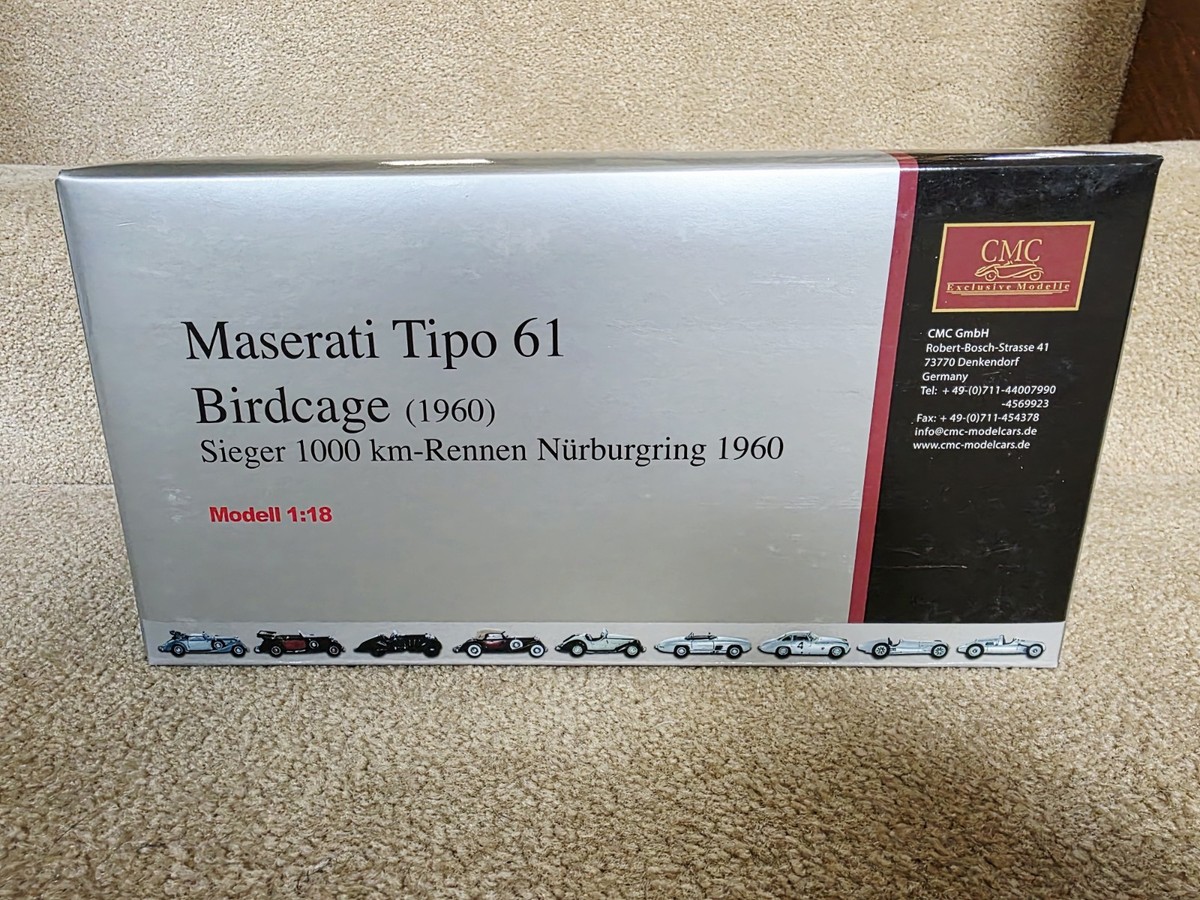 Maserati Tipo 61
Birdcage (1960)
Sieger 1000 km-Rennen Nürburgring 1960
Modell 1:18
CMC
Exclusive Modelle
CMC GmbH
Robert-Bosch-Strasse 41
73770 Denkendorf
Germany
Tel: + 49-(0)711-44007990
-4569923
Fax: + 49-(0)711-454378
info@cmc-modelcars.de
www.cmc-modelcars.de
4